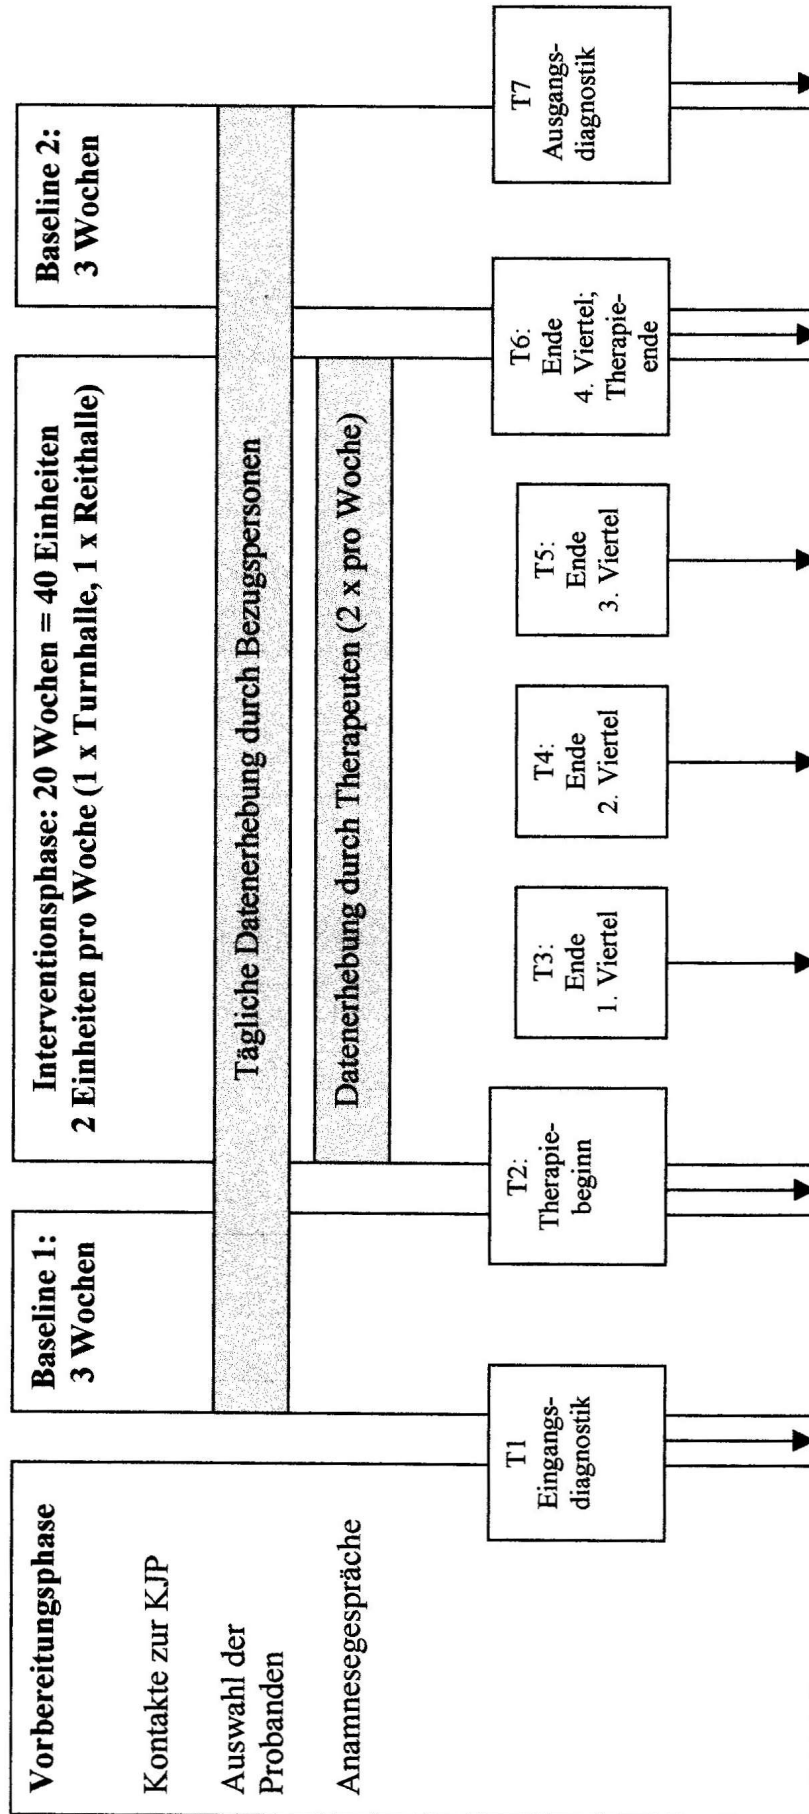 Vorbereitungsphase
Kontakte zur KJP
Auswahl der
Probanden
Anamnesegespräche
Baseline 1:
3 Wochen
Interventionsphase: 20 Wochen = 40 Einheiten
2 Einheiten pro Woche (1 x Turnhalle, 1 x Reithalle)
Baseline 2:
3 Wochen
Tägliche Datenerhebung durch Bezugspersonen
Datenerhebung durch Therapeuten (2 x pro Woche)
T1
Eingangs-
diagnostik
T2:
Therapie-
beginn
T3:
Ende
1. Viertel
T4:
Ende
2. Viertel
T5:
Ende
3. Viertel
T6:
Ende
4. Viertel;
Therapie-
ende
T7
Ausgangs-
diagnostik